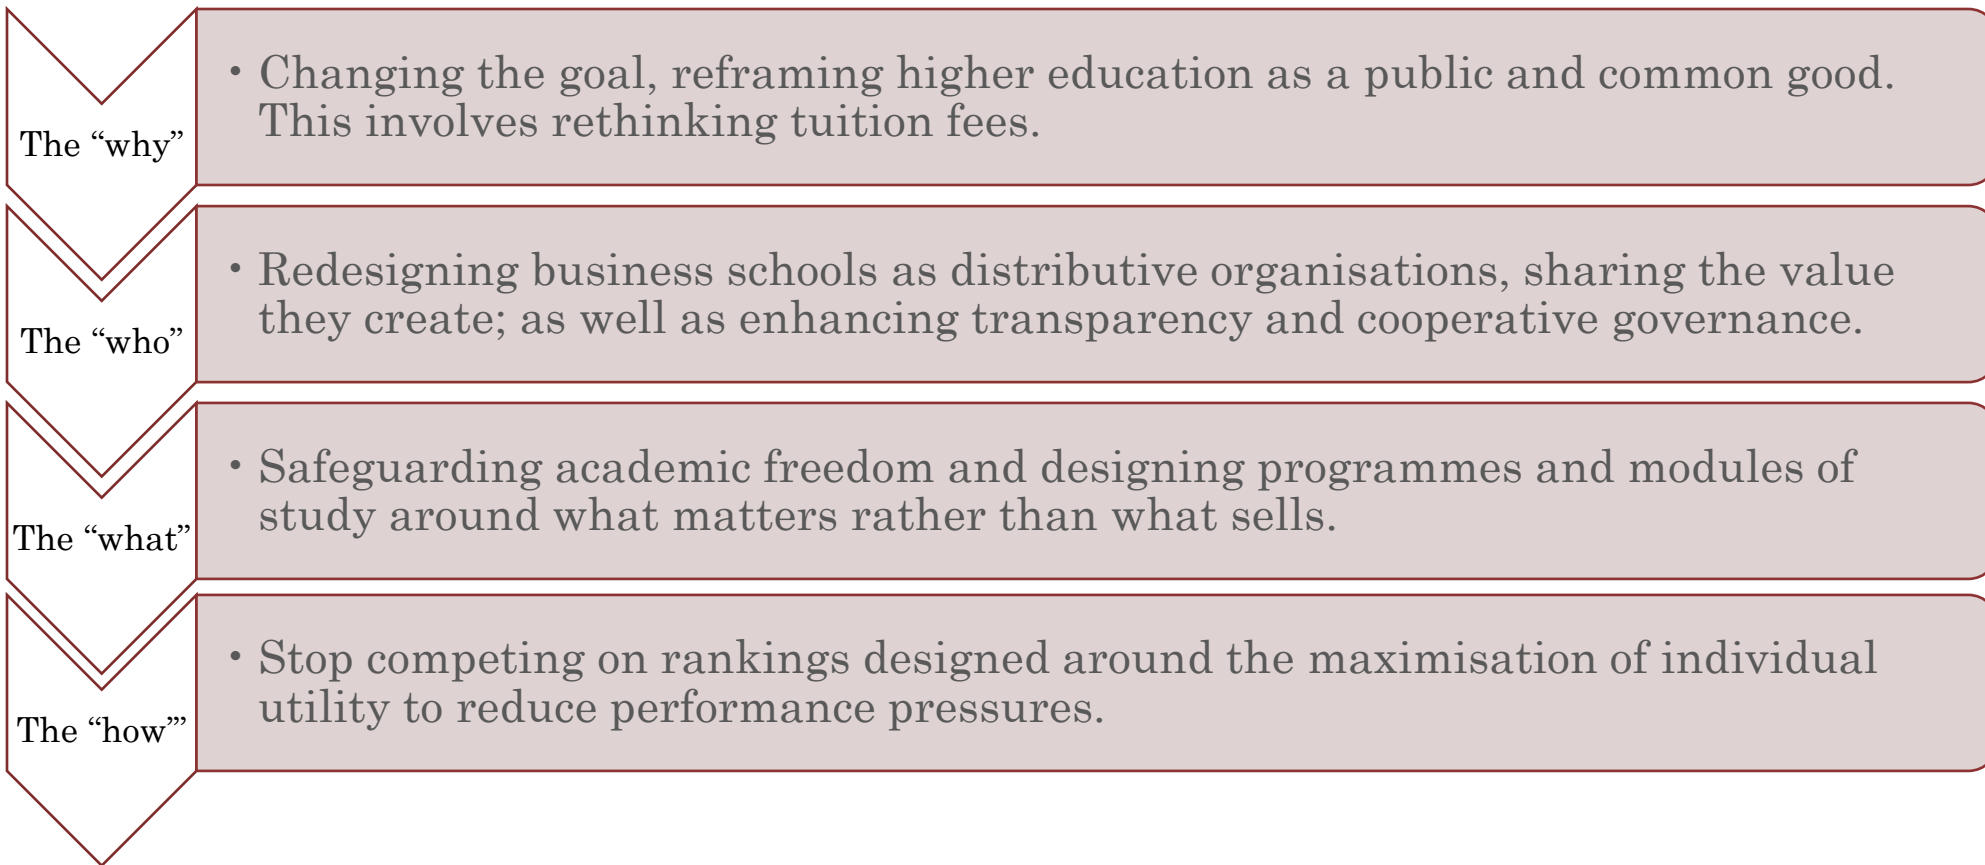 The “why”
• Changing the goal, reframing higher education as a public and common good.
This involves rethinking tuition fees.
The “who”
• Redesigning business schools as distributive organisations, sharing the value
they create; as well as enhancing transparency and cooperative governance.
The “what”
• Safeguarding academic freedom and designing programmes and modules of
study around what matters rather than what sells.
The “how”’
• Stop competing on rankings designed around the maximisation of individual
utility to reduce performance pressures.